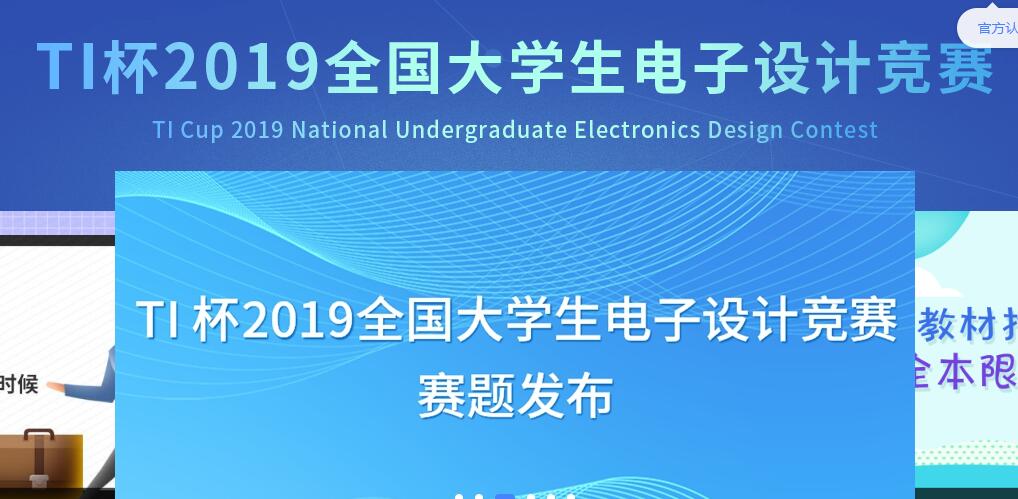 官方认
TI杯2019全国大学生电子设计竞赛
TI Cup 2019 National Undergraduate Electronics Design Contest
TI 杯2019全国大学生电子设计竞赛
赛题发布
时候
教材
全本限